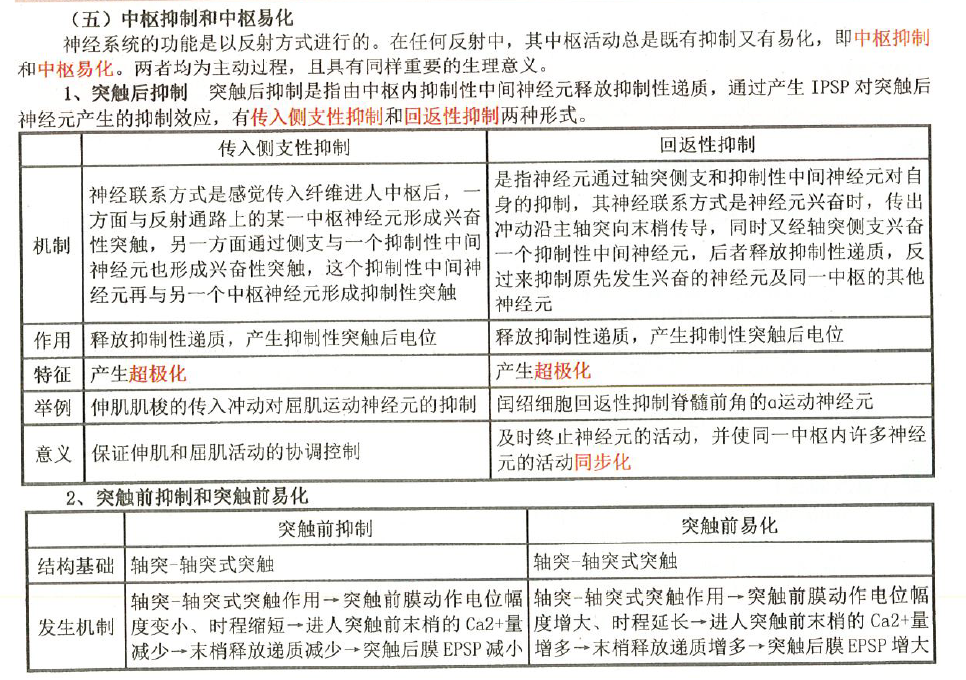 （五）中枢抑制和中枢易化
神经系统的功能是以反射方式进行的。在任何反射中，其中枢活动总是既有抑制又有易化，即中枢抑制
和中枢易化。两者均为主动过程，且具有同样重要的生理意义。
1、突触后抑制　突触后抑制是指由中枢内抑制性中间神经元释放抑制性递质，通过产生 IPSP 对突触后
神经元产生的抑制效应，有传入侧支性抑制和回返性抑制两种形式。
传入侧支性抑制
回返性抑制
机制
神经联系方式是感觉传入纤维进人中枢后，一
方面与反射通路上的某一中枢神经元形成兴奋
性突触，另一方面通过侧支与一个抑制性中间
神经元也形成兴奋性突触，这个抑制性中间神
经元再与另一个中枢神经元形成抑制性突触
是指神经元通过轴突侧支和抑制性中间神经元对自
身的抑制，其神经联系方式是神经元兴奋时，传出
冲动沿主轴突向末梢传导，同时又经轴突侧支兴奋
一个抑制性中间神经元，后者释放抑制性递质，反
过来抑制原先发生兴奋的神经元及同一中枢的其他
神经元
作用
释放抑制性递质，产生抑制性突触后电位
释放抑制性递质，产生抑制性突触后电位
特征
产生超极化
产生超极化
举例
伸肌肌梭的传入冲动对屈肌运动神经元的抑制
闰绍细胞回返性抑制脊髓前角的α运动神经元
意义
保证伸肌和屈肌活动的协调控制
及时终止神经元的活动，并使同一中枢内许多神经
元的活动同步化
2、突触前抑制和突触前易化
突触前抑制
突触前易化
结构基础
轴突-轴突式突触
轴突-轴突式突触
发生机制
轴突-轴突式突触作用→突触前膜动作电位幅
度变小、时程缩短→进人突触前末梢的 Ca2+量
减少→末梢释放递质减少→突触后膜 EPSP 减小
轴突-轴突式突触作用→突触前膜动作电位幅
度增大、时程延长→进人突触前末梢的 Ca2+量
增多→末梢释放递质增多→突触后膜 EPSP 增大